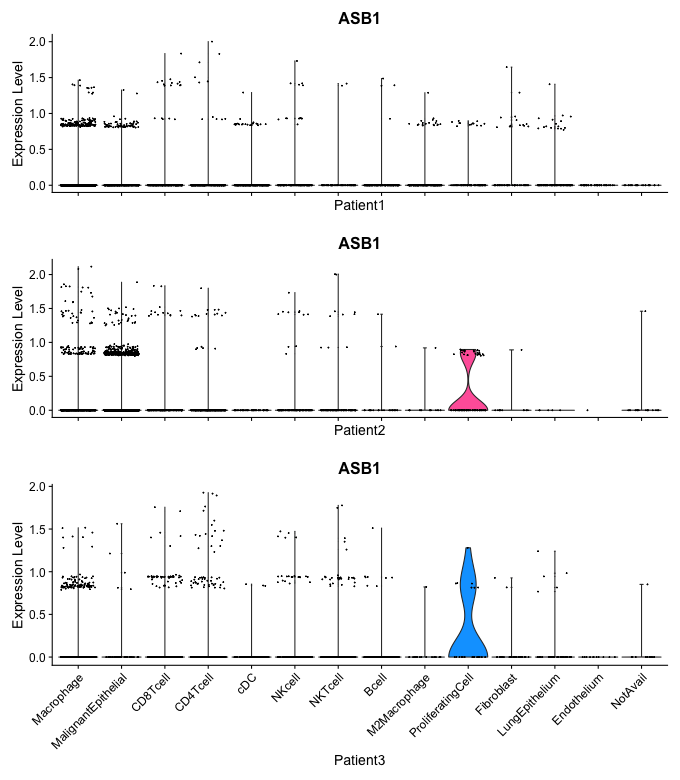 ASB1
Expression Level
2.0
1.5
1.0
0.5
0.0
Patient1
ASB1
Expression Level
2.0
1.5
1.0
0.5
0.0
Patient2
ASB1
Expression Level
2.0
1.5
1.0
0.5
0.0
Macrophage
MalignantEpithelial
CD8Tcell
CD4Tcell
cDC
NKcell
NKTcell
Bcell
M2Macrophage
ProliferatingCell
Fibroblast
LungEpithelium
Endothelium
NotAvail
Patient3